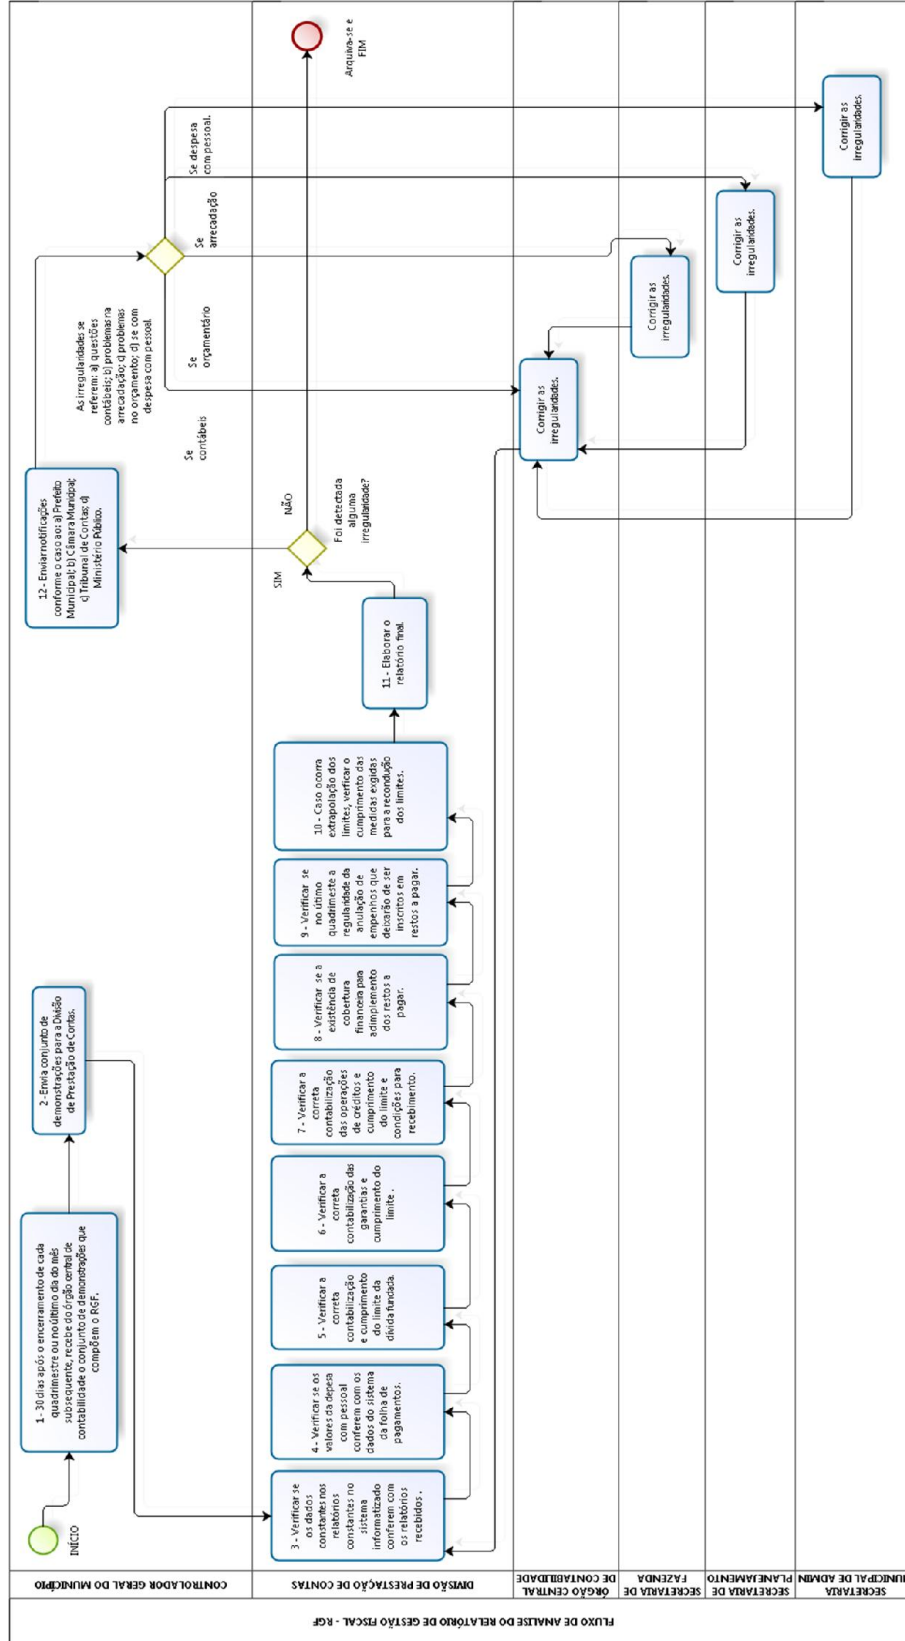 FLUXO DE ANALISE DO RELATÓRIO DE GESTÃO FISCAL - RGF
CONTROLADOR GERAL DO MUNICÍPIO
INÍCIO
1 - 30 dias após o encerramento de cada
quadrimestre ou no último dia do mês
subsequente, recebe do órgão central de
contabilidade o conjunto de demonstrações que
compõem o RGF.
2 - Envia conjunto de
demonstrações para a Divisão
de Prestação de Contas.
12 - Enviar notificações
conforme o caso ao: a) Prefeito
Municipal; b) Câmara Municipal;
c) Tribunal de Contas; d)
Ministério Público.
As irregularidades se
referem: a) questões
contábeis; b) problemas na
arrecadação; c) problemas
no orçamento; d) se com
despesa com pessoal.
Se
contábeis
Se
orçamentário
Se
arrecadação
Se despesa
com pessoal.
DIVISÃO DE PRESTAÇÃO DE CONTAS
3 - Verificar se
os dados
constantes nos
relatórios
constantes no
sistema
informatizado
conferem com
os relatórios
recebidos .
4 - Verificar se os
valores da depesa
com pessoal
conferem com os
dados do sistema
da folha de
pagamentos.
5 - Verificar a
correta
contabilização
e cumprimento
do limite da
dívida fundada.
6 - Verificar a
correta
contabilização das
garantias e
cumprimento do
limite .
7 - Verificar a
correta
contabilização
das operações
de créditos e
cumprimento
do limite e
condições para
recebimento.
8 - Verificar se a
existência de
cobertura
financeira para
adimplemento
dos restos a
pagar.
9 - Verificar se
no útimo
quadrimeste a
regularidade da
anulação de
empenhos que
deixarão de ser
inscritos em
restos a pagar.
10 - Caso ocorra
extrapolação dos
limites, verficar o
cumprimento das
medidas exgidas
para a recondução
dos limites.
11 - Elaborar o
relatório final.
SIM
NÃO
Foi detectada
alguma
irregularidade?
Arquiva-se e
FIM
ÓRGÃO CENTRAL
DE CONTABILIDADE
Corrigir as
irregularidades.
SECRETARIA DE
FAZENDA
Corrigir as
irregularidades.
SECRETARIA DE
PLANEJAMENTO
Corrigir as
irregularidades.
SECRETARIA
MUNICIPAL DE ADMIN
Corrigir as
irregularidades.